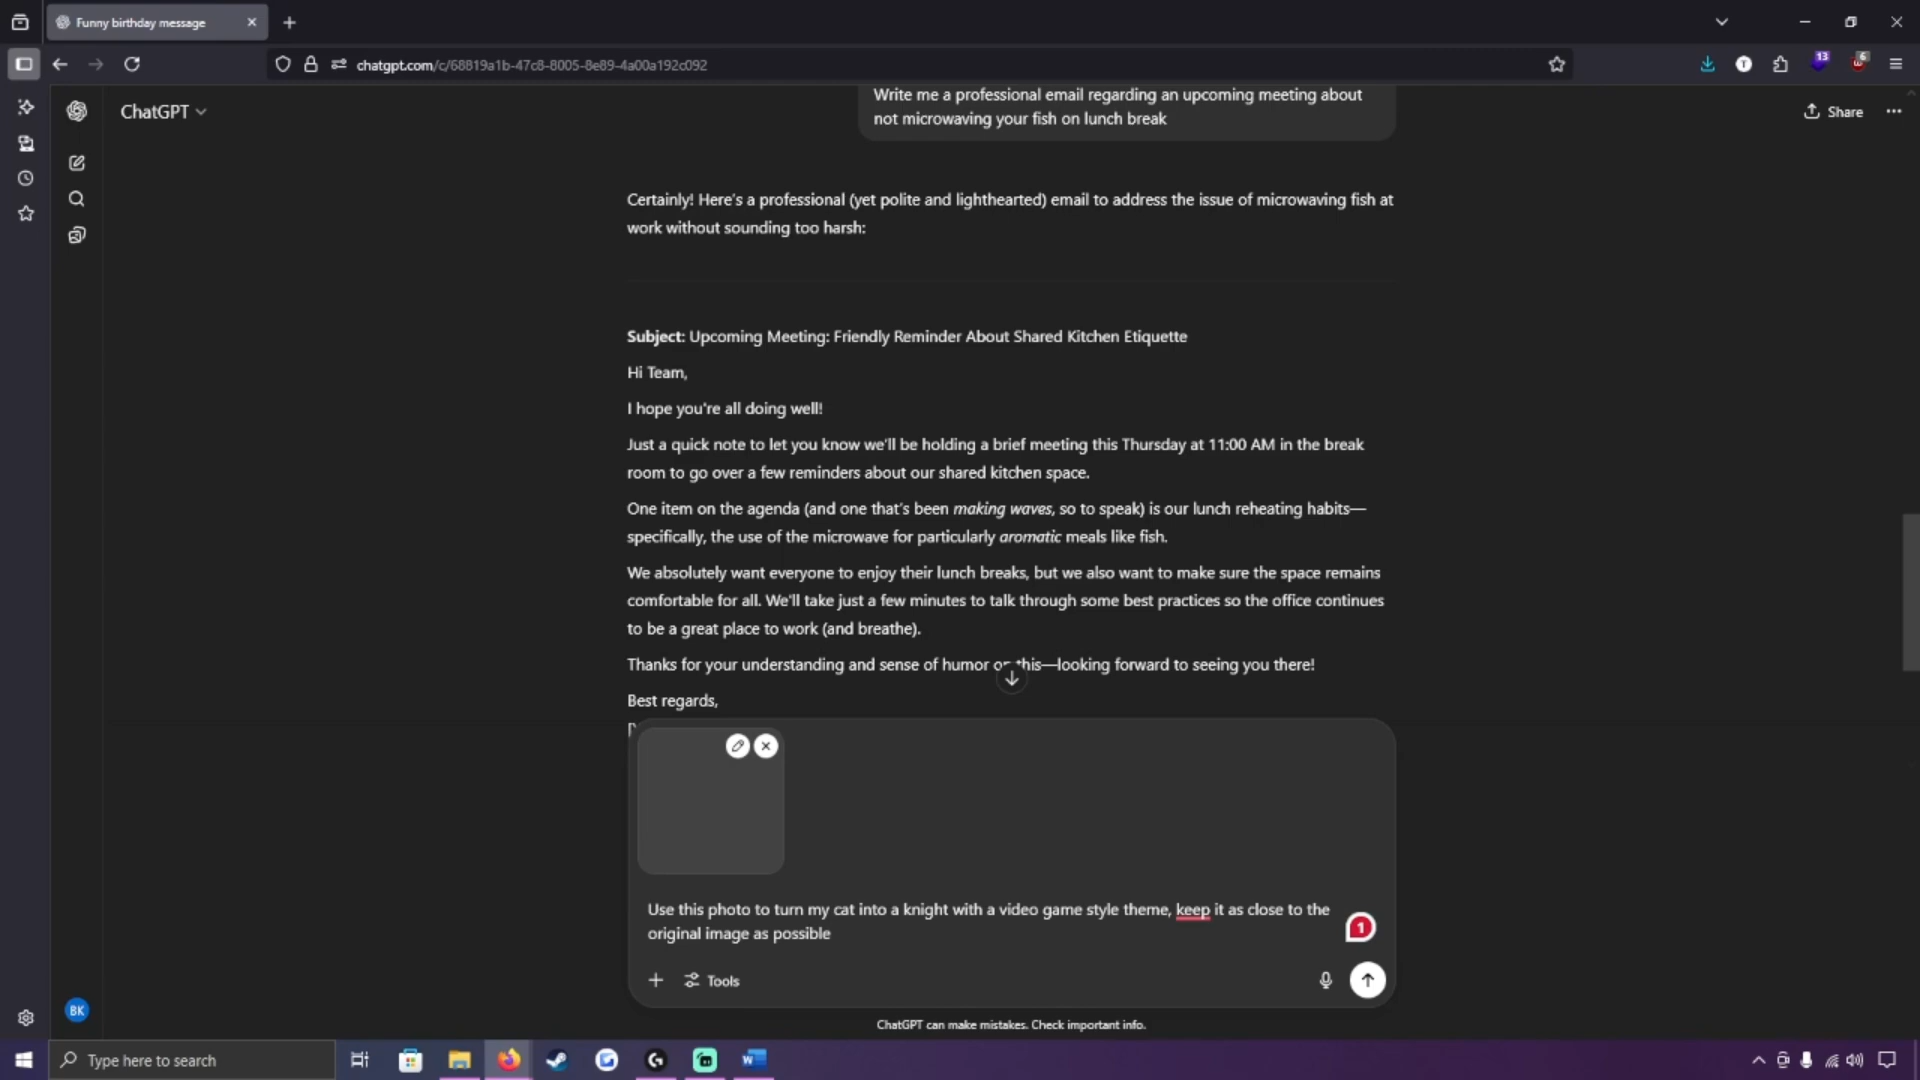 Funny birthday message
chatgpt.com/c/68819a1b-47c8-8005-8e89-4a00a192c092
13
6
ChatGPT
Share
Write me a professional email regarding an upcoming meeting about
not microwaving your fish on lunch break
Certainly! Here's a professional (yet polite and lighthearted) email to address the issue of microwaving fish at
work without sounding too harsh:
Subject: Upcoming Meeting: Friendly Reminder About Shared Kitchen Etiquette
Hi Team,
I hope you're all doing well!
Just a quick note to let you know we'll be holding a brief meeting this Thursday at 11:00 AM in the break
room to go over a few reminders about our shared kitchen space.
One item on the agenda (and one that's been making waves, so to speak) is our lunch reheating habits—
specifically, the use of the microwave for particularly aromatic meals like fish.
We absolutely want everyone to enjoy their lunch breaks, but we also want to make sure the space remains
comfortable for all. We'll take just a few minutes to talk through some best practices so the office continues
to be a great place to work (and breathe).
Thanks for your understanding and sense of humor on this—looking forward to seeing you there!
Best regards,
Use this photo to turn my cat into a knight with a video game style theme, keep it as close to the
original image as possible
1
Tools
BK
ChatGPT can make mistakes. Check important info.
Type here to search